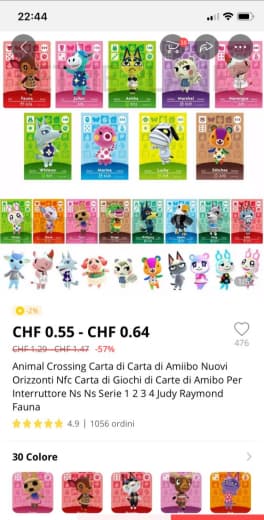 22:44
Fauna
Julian
Ankha
Marshal
Merengue
Whitney
Marina
Lucky
Stitches
-2%
CHF 0.55 - CHF 0.64
CHF 1.29 - CHF 1.47 -57%
476
Animal Crossing Carta di Carta di Amiibo Nuovi
Orizzonti Nfc Carta di Giochi di Carte di Amibo Per
Interruttore Ns Ns Serie 1 2 3 4 Judy Raymond
Fauna
4.9 | 1056 ordini
30 Colore